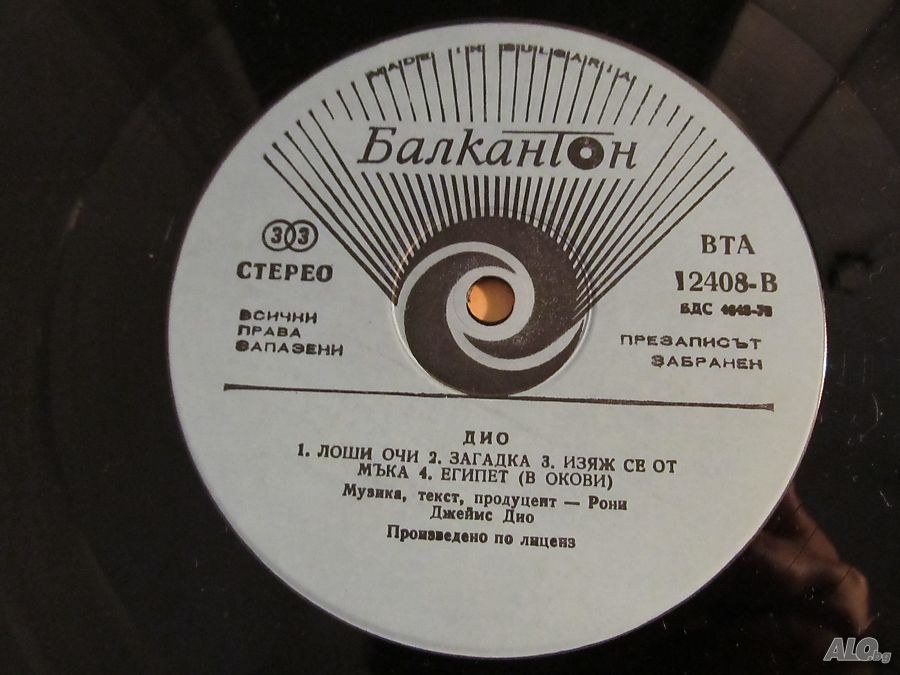 MADE IN BULGARIA
Балкантон
33
СТЕРЕО
ВСИЧКИ
ПРАВА
ЗАПАЗЕНИ
ВТА
12408-В
БДС
ПРЕЗАПИСЪТ
ЗАБРАНЕН
ДИО
1. ЛОШИ ОЧИ 2. ЗАГАДКА 3. ИЗЯЖ СЕ ОТ
МЪКА 4. ЕГИПЕТ (В ОКОВИ)
Музика, текст, продуцент — Рони
Джеймс Дио
Произведено по лиценз
ALO.bg